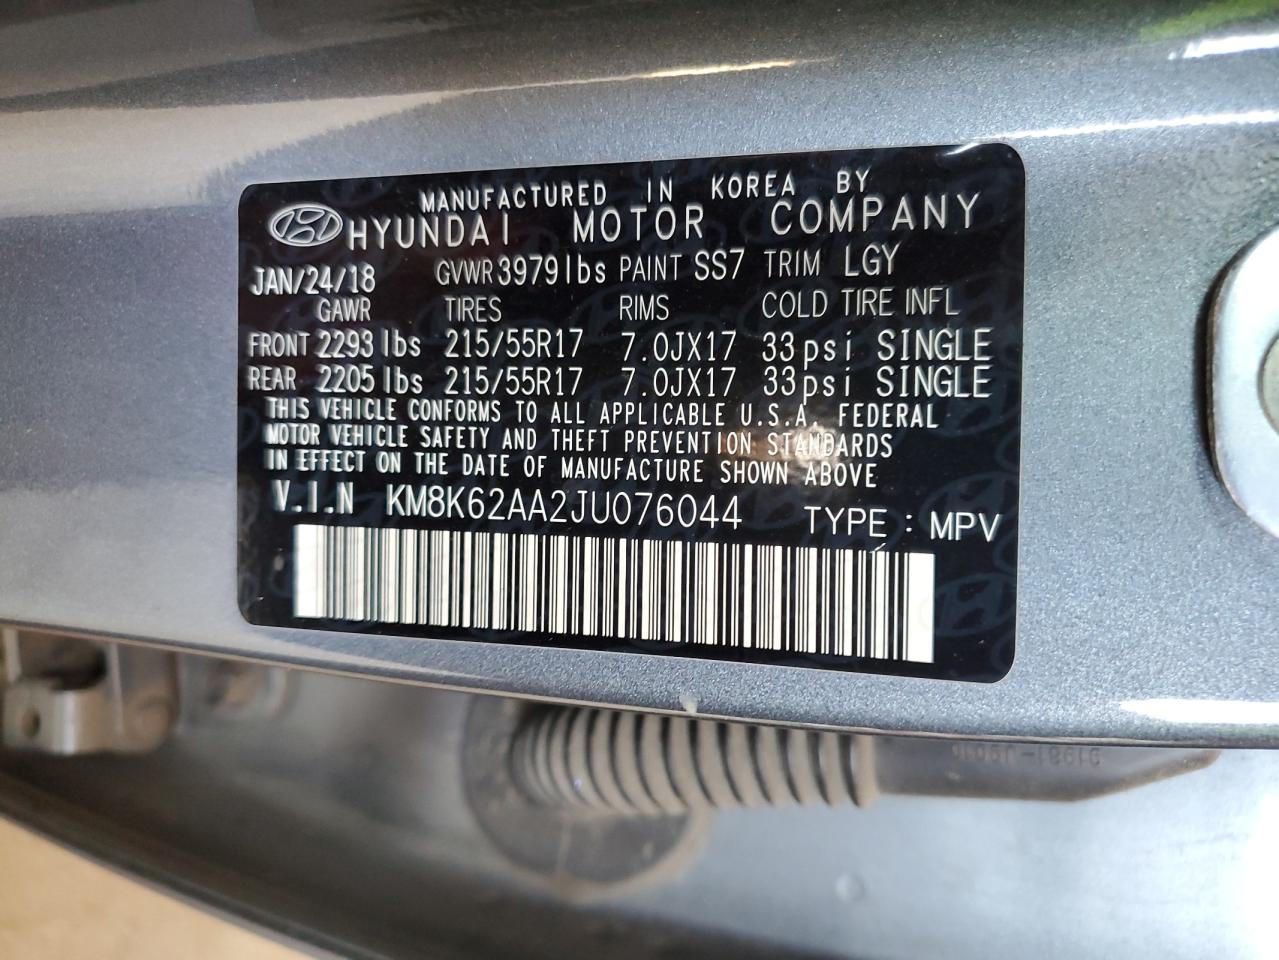 MANUFACTURED IN KOREA BY
HYUNDAI MOTOR COMPANY
JAN/24/18 GVWR 3979lbs PAINT SS7 TRIM LGY
GAWR TIRES RIMS COLD TIRE INFL
FRONT 2293 lbs 215/55R17 7.0JX17 33psi SINGLE
REAR 2205 lbs 215/55R17 7.0JX17 33psi SINGLE
THIS VEHICLE CONFORMS TO ALL APPLICABLE U.S.A. FEDERAL
MOTOR VEHICLE SAFETY AND THEFT PREVENTION STANDARDS
IN EFFECT ON THE DATE OF MANUFACTURE SHOWN ABOVE
V.I.N KM8K62AA2JU076044 TYPE : MPV